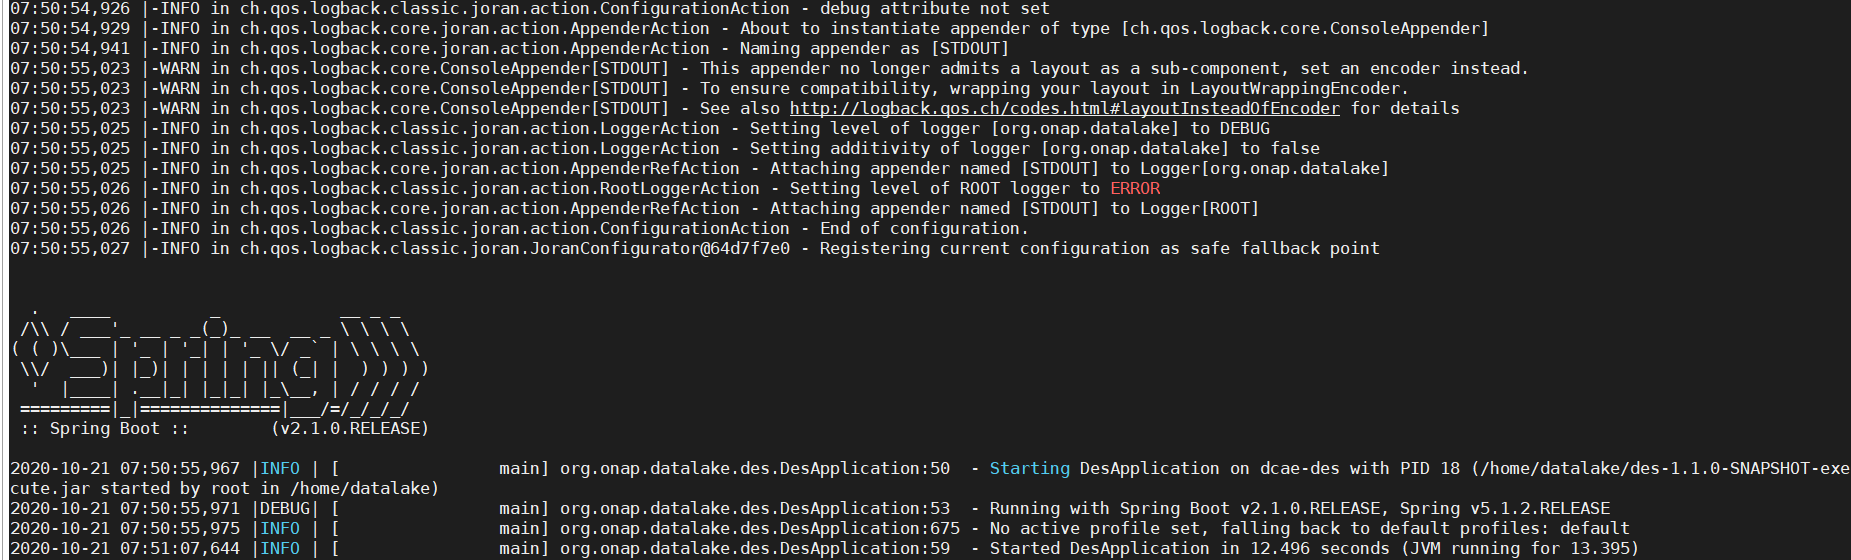 07:50:54,926 |-INFO in ch.qos.logback.classic.joran.action.ConfigurationAction - debug attribute not set
07:50:54,929 |-INFO in ch.qos.logback.core.joran.action.AppenderAction - About to instantiate appender of type [ch.qos.logback.core.ConsoleAppender]
07:50:54,941 |-INFO in ch.qos.logback.core.joran.action.AppenderAction - Naming appender as [STDOUT]
07:50:55,023 |-WARN in ch.qos.logback.core.ConsoleAppender[STDOUT] - This appender no longer admits a layout as a sub-component, set an encoder instead.
07:50:55,023 |-WARN in ch.qos.logback.core.ConsoleAppender[STDOUT] - To ensure compatibility, wrapping your layout in LayoutWrappingEncoder.
07:50:55,023 |-WARN in ch.qos.logback.core.ConsoleAppender[STDOUT] - See also http://logback.qos.ch/codes.html#layoutInsteadOfEncoder for details
07:50:55,025 |-INFO in ch.qos.logback.classic.joran.action.LoggerAction - Setting level of logger [org.onap.datalake] to DEBUG
07:50:55,025 |-INFO in ch.qos.logback.classic.joran.action.LoggerAction - Setting additivity of logger [org.onap.datalake] to false
07:50:55,025 |-INFO in ch.qos.logback.core.joran.action.AppenderRefAction - Attaching appender named [STDOUT] to Logger[org.onap.datalake]
07:50:55,026 |-INFO in ch.qos.logback.classic.joran.action.RootLoggerAction - Setting level of ROOT logger to ERROR
07:50:55,026 |-INFO in ch.qos.logback.core.joran.action.AppenderRefAction - Attaching appender named [STDOUT] to Logger[ROOT]
07:50:55,026 |-INFO in ch.qos.logback.classic.joran.action.ConfigurationAction - End of configuration.
07:50:55,027 |-INFO in ch.qos.logback.classic.joran.JoranConfigurator@64d7f7e0 - Registering current configuration as safe fallback point
  .   ____          _            __ _ _
 /\\ / ___'_ __ _ _(_)_ __  __ _ \ \ \ \
( ( )\___ | '_ | '_| | '_ \/ _` | \ \ \ \
 \\/  ___)| |_)| | | | | || (_| |  ) ) ) )
  '  |____| .__|_| |_|_| |_\__, | / / / /
 =========|_|==============|___/=/_/_/_/
 :: Spring Boot ::        (v2.1.0.RELEASE)
2020-10-21 07:50:55,967 |INFO | [                main] org.onap.datalake.des.DesApplication:50  - Starting DesApplication on dcae-des with PID 18 (/home/datalake/des-1.1.0-SNAPSHOT-exe
cute.jar started by root in /home/datalake)
2020-10-21 07:50:55,971 |DEBUG| [                main] org.onap.datalake.des.DesApplication:53  - Running with Spring Boot v2.1.0.RELEASE, Spring v5.1.2.RELEASE
2020-10-21 07:50:55,975 |INFO | [                main] org.onap.datalake.des.DesApplication:675 - No active profile set, falling back to default profiles: default
2020-10-21 07:51:07,644 |INFO | [                main] org.onap.datalake.des.DesApplication:59  - Started DesApplication in 12.496 seconds (JVM running for 13.395)